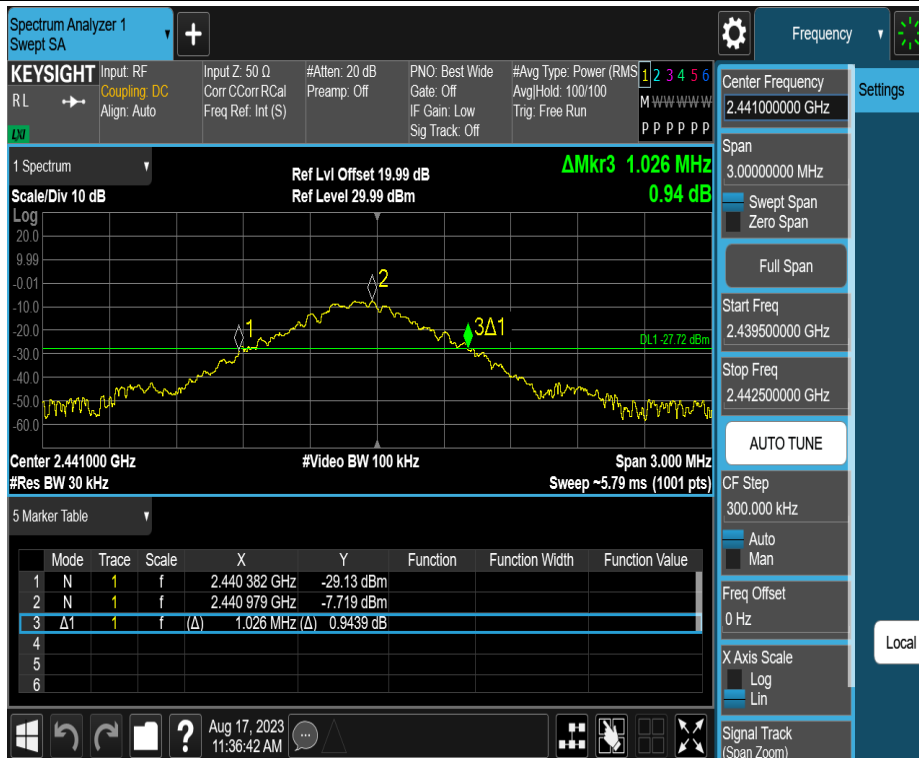 Spectrum Analyzer 1
Swept SA
+
Frequency
KEYSIGHT
RL
LXI
Input: RF
Coupling: DC
Align: Auto
Input Z: 50 Ω
Corr CCorr RCal
Freq Ref: Int (S)
#Atten: 20 dB
Preamp: Off
PNO: Best Wide
Gate: Off
IF Gain: Low
Sig Track: Off
#Avg Type: Power (RMS
Avg|Hold: 100/100
Trig: Free Run
1 2 3 4 5 6
M W W W W W
P P P P P P
Center Frequency
2.441000000 GHz
Settings
Span
3.00000000 MHz
Swept Span
Zero Span
Full Span
Start Freq
2.439500000 GHz
Stop Freq
2.442500000 GHz
AUTO TUNE
CF Step
300.000 kHz
Auto
Man
Freq Offset
0 Hz
X Axis Scale
Log
Lin
Signal Track
(Span Zoom)
Local
1 Spectrum
Scale/Div 10 dB
Ref Lvl Offset 19.99 dB
Ref Level 29.99 dBm
ΔMkr3 1.026 MHz
0.94 dB
Log
20.0
9.99
-0.01
-10.0
-20.0
-30.0
-40.0
-50.0
-60.0
1
2
3Δ1
DL1 -27.72 dBm
Center 2.441000 GHz
#Video BW 100 kHz
Span 3.000 MHz
#Res BW 30 kHz
Sweep ~5.79 ms (1001 pts)
5 Marker Table
Mode Trace Scale X Y Function Function Width Function Value
1 N 1 f 2.440 382 GHz -29.13 dBm
2 N 1 f 2.440 979 GHz -7.719 dBm
3 Δ1 1 f (Δ) 1.026 MHz (Δ) 0.9439 dB
4
5
6
?
Aug 17, 2023
11:36:42 AM